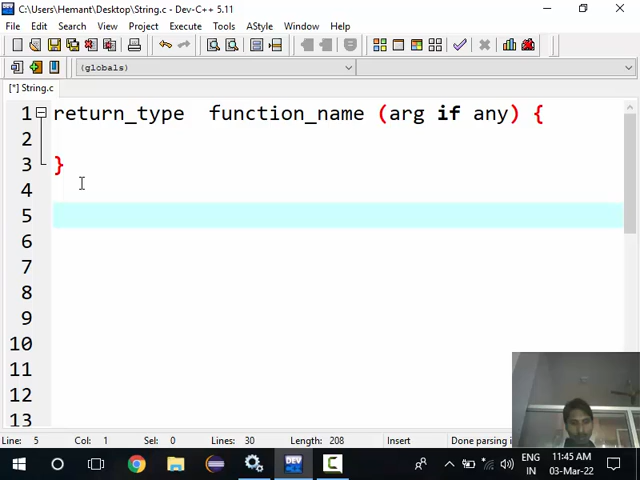 C:\Users\Hemant\Desktop\String.c - Dev-C++ 5.11
File Edit Search View Project Execute Tools AStyle Window Help
(globals)
[*] String.c
1 return_type function_name (arg if any) {
2
3 }
4
5
6
7
8
9
10
11
12
13
Line: 5 Col: 1 Sel: 0 Lines: 30 Length: 208 Insert Done parsing i
DEV
ENG 11:45 AM
IN 03-Mar-22